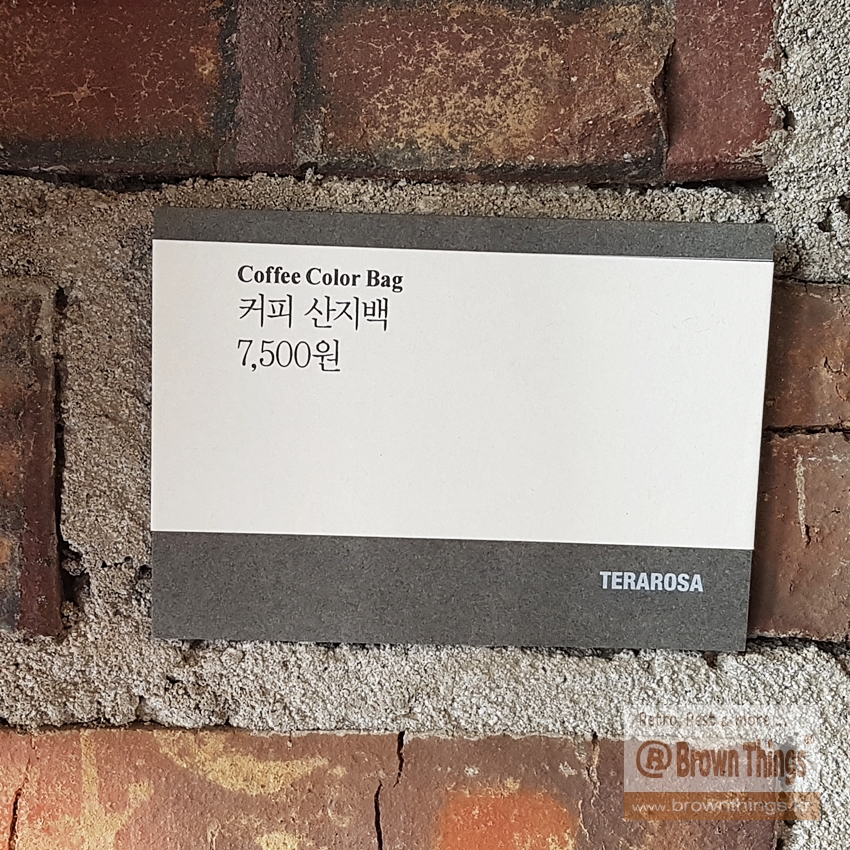 Coffee Color Bag
커피 산지백
7,500원
TERAROSA
Retro, Rest & More ...
Brown Things
www.brownthings.kr